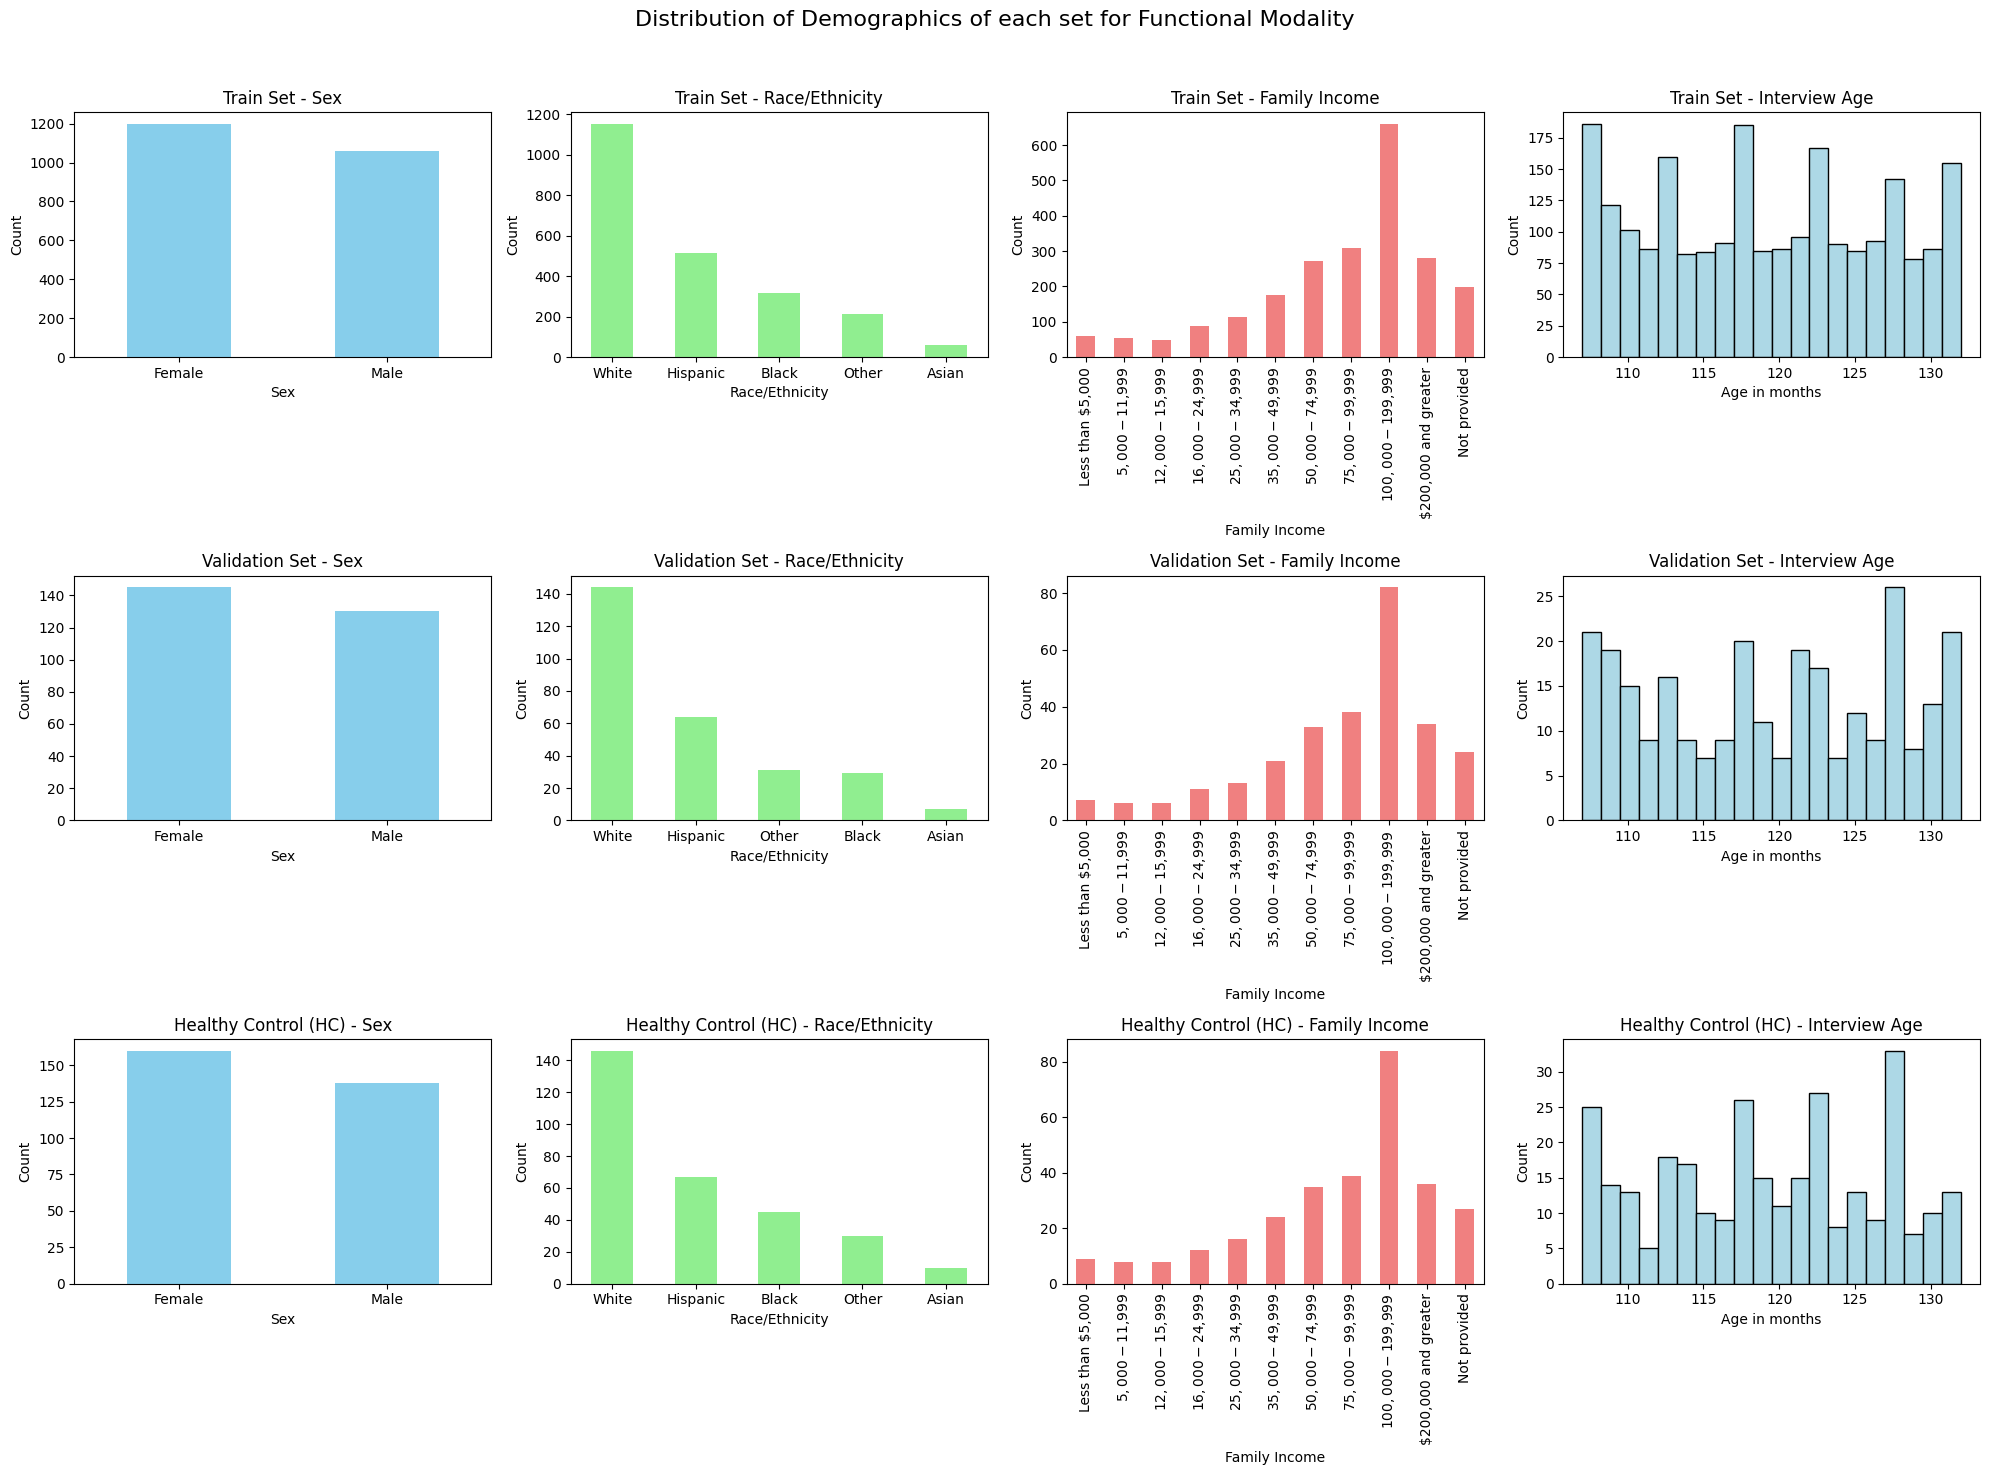 Distribution of Demographics of each set for Functional Modality
Train Set - Sex
Count
1200
1000
800
600
400
200
0
Female Male
Sex
Train Set - Race/Ethnicity
Count
1200
1000
800
600
400
200
0
White Hispanic Black Other Asian
Race/Ethnicity
Train Set - Family Income
Count
600
500
400
300
200
100
0
Less than $5,000
5,000-11,999
12,000-15,999
16,000-24,999
25,000-34,999
35,000-49,999
50,000-74,999
75,000-99,999
100,000-199,999
$200,000 and greater
Not provided
Family Income
Train Set - Interview Age
Count
175
150
125
100
75
50
25
0
110 115 120 125 130
Age in months
Validation Set - Sex
Count
140
120
100
80
60
40
20
0
Female Male
Sex
Validation Set - Race/Ethnicity
Count
140
120
100
80
60
40
20
0
White Hispanic Other Black Asian
Race/Ethnicity
Validation Set - Family Income
Count
80
60
40
20
0
Less than $5,000
5,000-11,999
12,000-15,999
16,000-24,999
25,000-34,999
35,000-49,999
50,000-74,999
75,000-99,999
100,000-199,999
$200,000 and greater
Not provided
Family Income
Validation Set - Interview Age
Count
25
20
15
10
5
0
110 115 120 125 130
Age in months
Healthy Control (HC) - Sex
Count
150
125
100
75
50
25
0
Female Male
Sex
Healthy Control (HC) - Race/Ethnicity
Count
140
120
100
80
60
40
20
0
White Hispanic Black Other Asian
Race/Ethnicity
Healthy Control (HC) - Family Income
Count
80
60
40
20
0
Less than $5,000
5,000-11,999
12,000-15,999
16,000-24,999
25,000-34,999
35,000-49,999
50,000-74,999
75,000-99,999
100,000-199,999
$200,000 and greater
Not provided
Family Income
Healthy Control (HC) - Interview Age
Count
30
25
20
15
10
5
0
110 115 120 125 130
Age in months